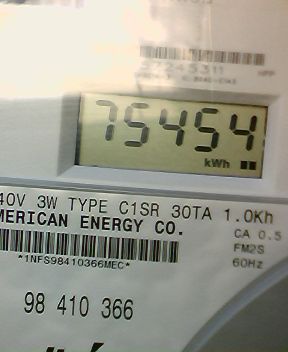 75454
kWh
40V 3W TYPE C1SR 30TA 1.0Kh
MERICAN ENERGY CO.
CA 0.5
*1NFS98410366MEC*
FM2S
60Hz
98 410 366